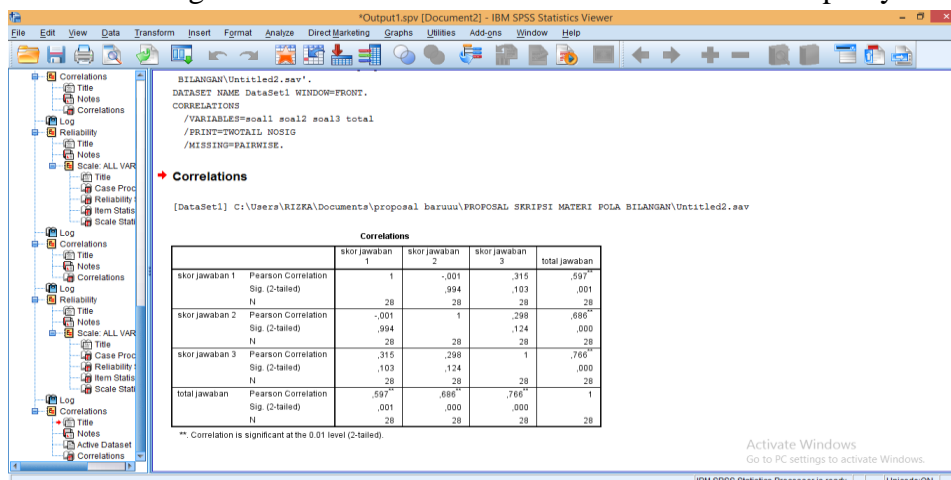 *Output1.spv [Document2] - IBM SPSS Statistics Viewer
File Edit View Data Transform Insert Format Analyze Direct Marketing Graphs Utilities Add-ons Window Help
Correlations
Title
Notes
Correlations
Log
Reliability
Title
Notes
Scale: ALL VAR
Title
Case Proc
Reliability
Item Statis
Scale Stati
Log
Correlations
Title
Notes
Correlations
Log
Reliability
Title
Notes
Scale: ALL VAR
Title
Case Proc
Reliability
Item Statis
Scale Stati
Log
Correlations
Title
Notes
Active Dataset
Correlations
BILANGAN\Untitled2.sav'.
DATASET NAME DataSet1 WINDOW=FRONT.
CORRELATIONS
/VARIABLES=soal1 soal2 soal3 total
/PRINT=TWOTAIL NOSIG
/MISSING=PAIRWISE.
Correlations
[DataSet1] C:\Users\RIZKA\Documents\proposal baruuu\PROPOSAL SKRIPSI MATERI POLA BILANGAN\Untitled2.sav
Correlations
skor jawaban 1 skor jawaban 2 skor jawaban 3 total jawaban
skor jawaban 1 Pearson Correlation 1 -,001 ,315 ,597**
Sig. (2-tailed) ,994 ,103 ,001
N 28 28 28 28
skor jawaban 2 Pearson Correlation -,001 1 ,298 ,686**
Sig. (2-tailed) ,994 ,124 ,000
N 28 28 28 28
skor jawaban 3 Pearson Correlation ,315 ,298 1 ,766**
Sig. (2-tailed) ,103 ,124 ,000
N 28 28 28 28
total jawaban Pearson Correlation ,597** ,686** ,766** 1
Sig. (2-tailed) ,001 ,000 ,000
N 28 28 28 28
**. Correlation is significant at the 0.01 level (2-tailed).
Activate Windows
Go to PC settings to activate Windows.